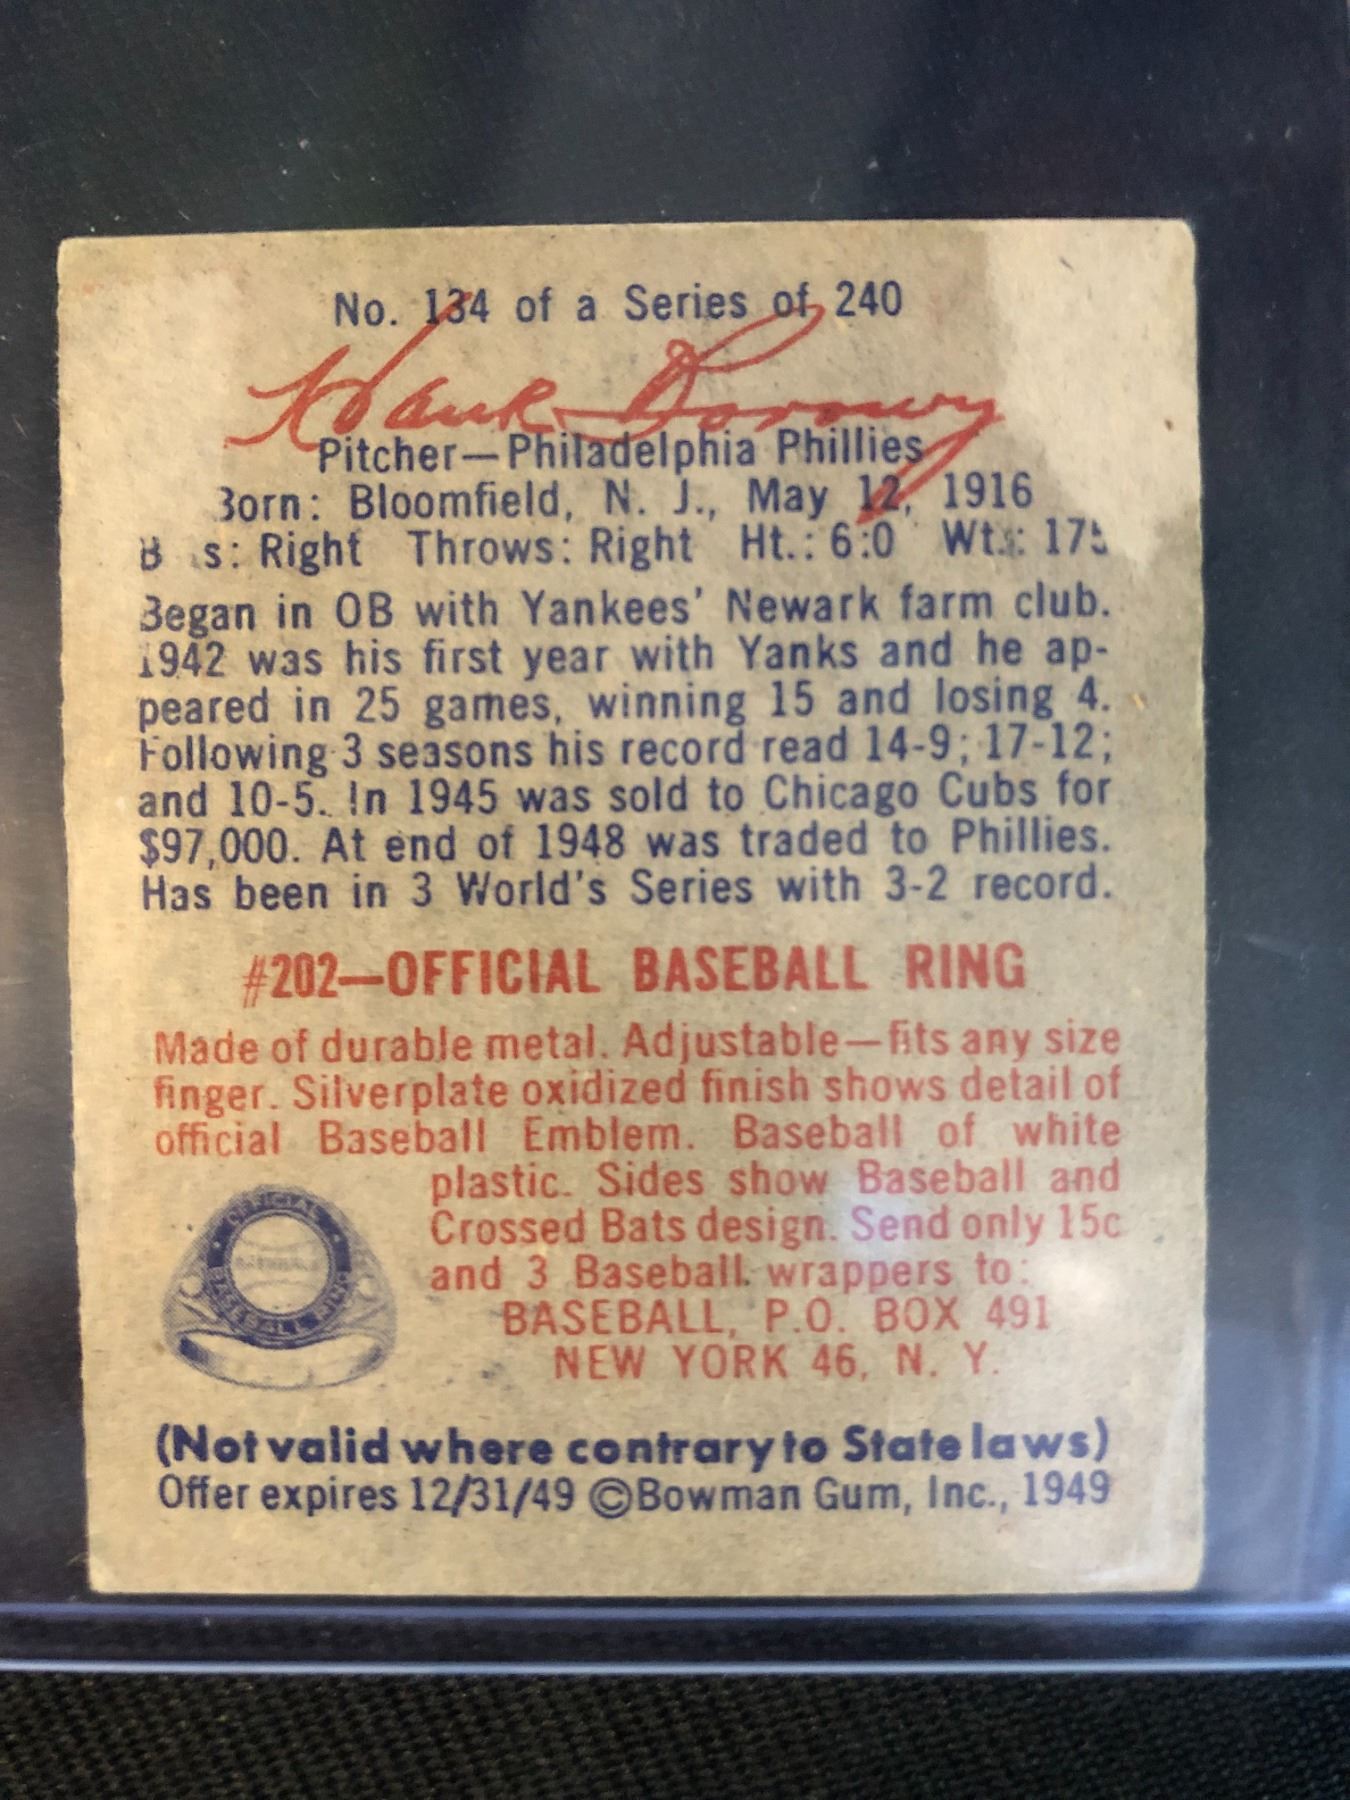 No. 134 of a Series of 240
Hank Borowy
Pitcher—Philadelphia Phillies
Born: Bloomfield, N. J., May 12, 1916
B s: Right Throws: Right Ht.: 6:0 Wt.: 175
Began in OB with Yankees' Newark farm club.
1942 was his first year with Yanks and he ap-
peared in 25 games, winning 15 and losing 4.
Following 3 seasons his record read 14-9; 17-12;
and 10-5. In 1945 was sold to Chicago Cubs for
$97,000. At end of 1948 was traded to Phillies.
Has been in 3 World's Series with 3-2 record.
#202—OFFICIAL BASEBALL RING
Made of durable metal. Adjustable—fits any size
finger. Silverplate oxidized finish shows detail of
official Baseball Emblem. Baseball of white
plastic. Sides show Baseball and
Crossed Bats design. Send only 15c
and 3 Baseball wrappers to:
BASEBALL, P.O. BOX 491
NEW YORK 46, N. Y.
OFFICIAL
BASEBALL RING
(Not valid where contrary to State laws)
Offer expires 12/31/49 ©Bowman Gum, Inc., 1949